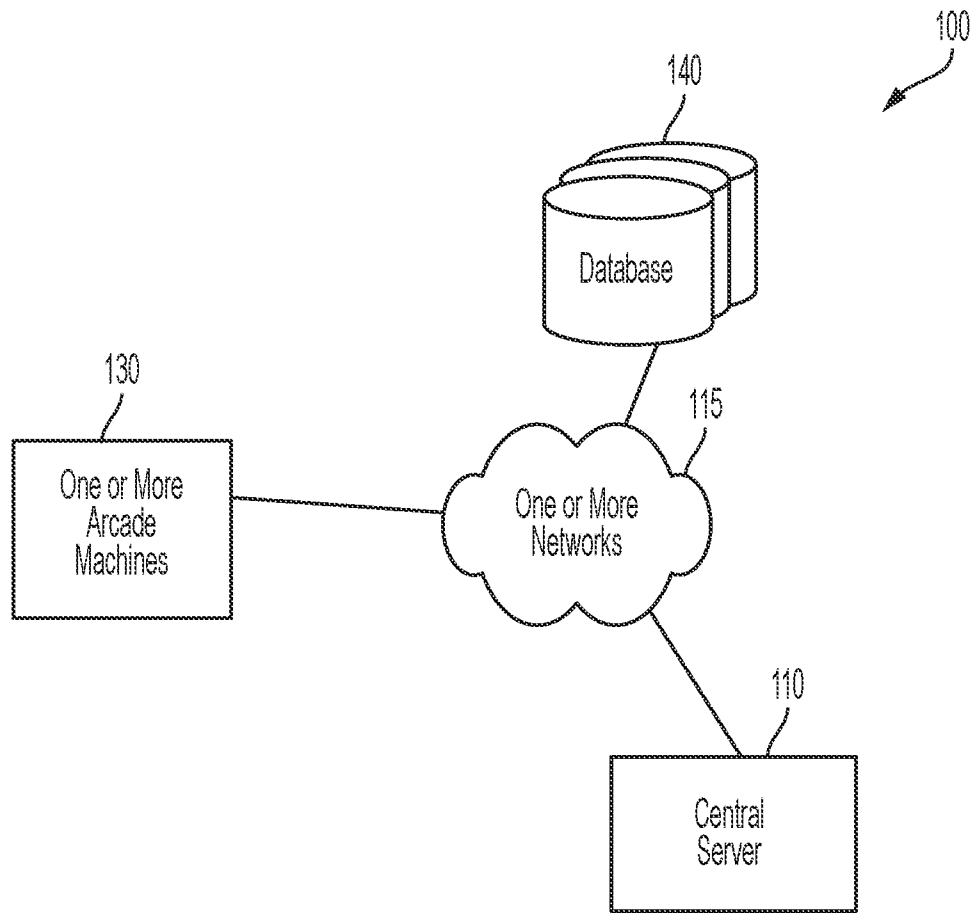 100
140
Database
130
115
One or More
Arcade
Machines
One or More
Networks
110
Central
Server